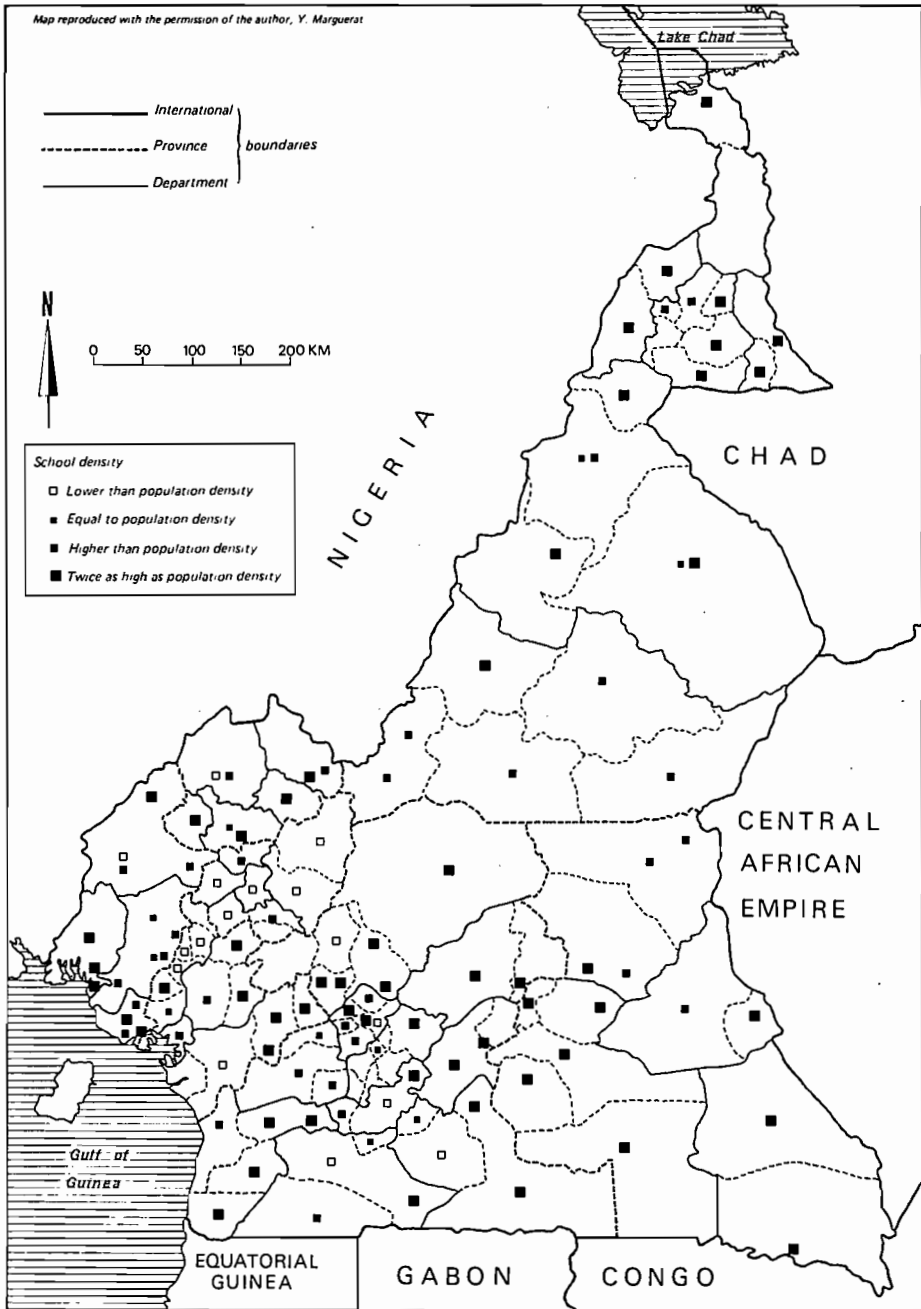 Map reproduced with the permission of the author, Y. Marguerat
Lake Chad
International
Province
boundaries
Department
N
0 50 100 150 200 KM
School density
Lower than population density
Equal to population density
Higher than population density
Twice as high as population density
NIGERIA
CHAD
CENTRAL
AFRICAN
EMPIRE
Gulf of
Guinea
EQUATORIAL
GUINEA
GABON
CONGO